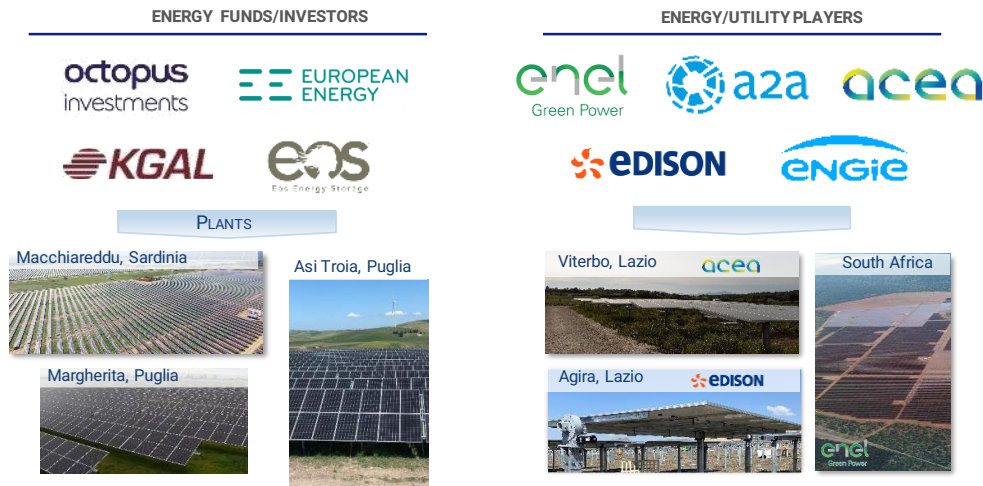 ENERGY FUNDS/INVESTORS
octopus
investments
EUROPEAN
ENERGY
KGAL
eos
Eos Energy Storage
PLANTS
Macchiareddu, Sardinia
Asi Troia, Puglia
Margherita, Puglia
ENERGY/UTILITY PLAYERS
enel
Green Power
a2a
acea
eDISON
enGie
Viterbo, Lazio
acea
South Africa
Agira, Lazio
eDISON
enel
Green Power